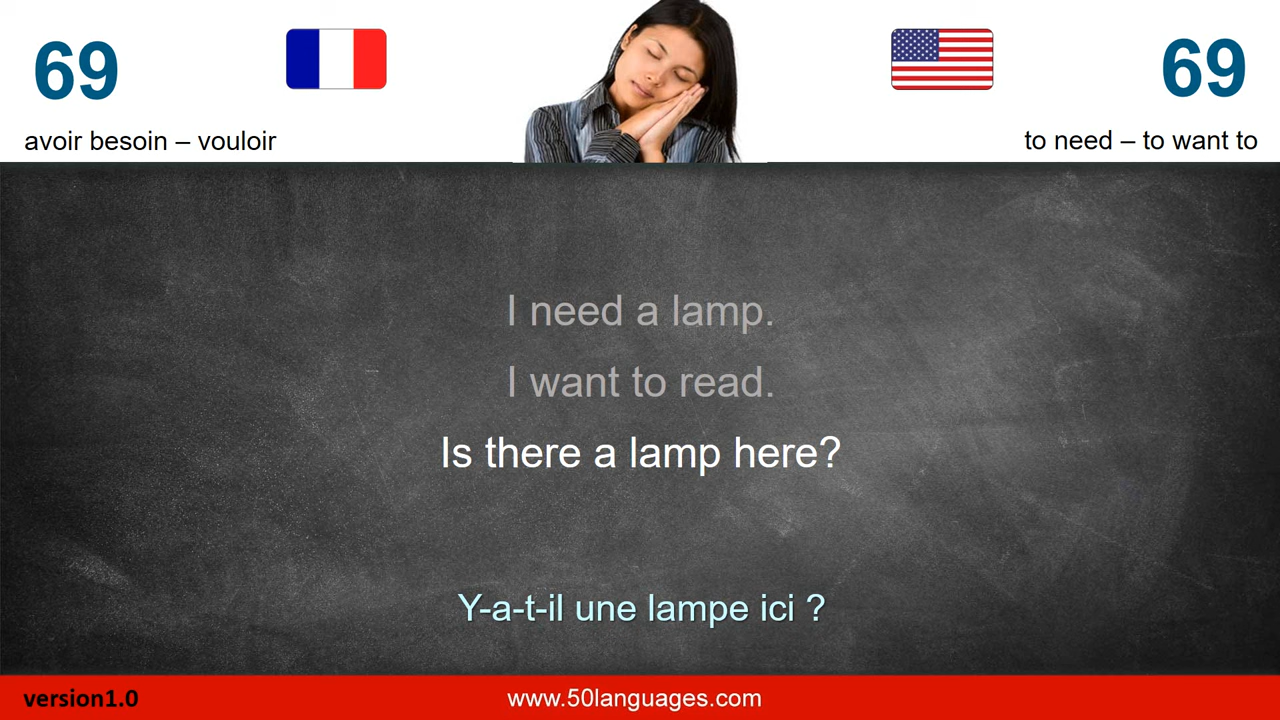 69
69
avoir besoin – vouloir
to need – to want to
I need a lamp.
I want to read.
Is there a lamp here?
Y-a-t-il une lampe ici ?
version1.0
www.50languages.com